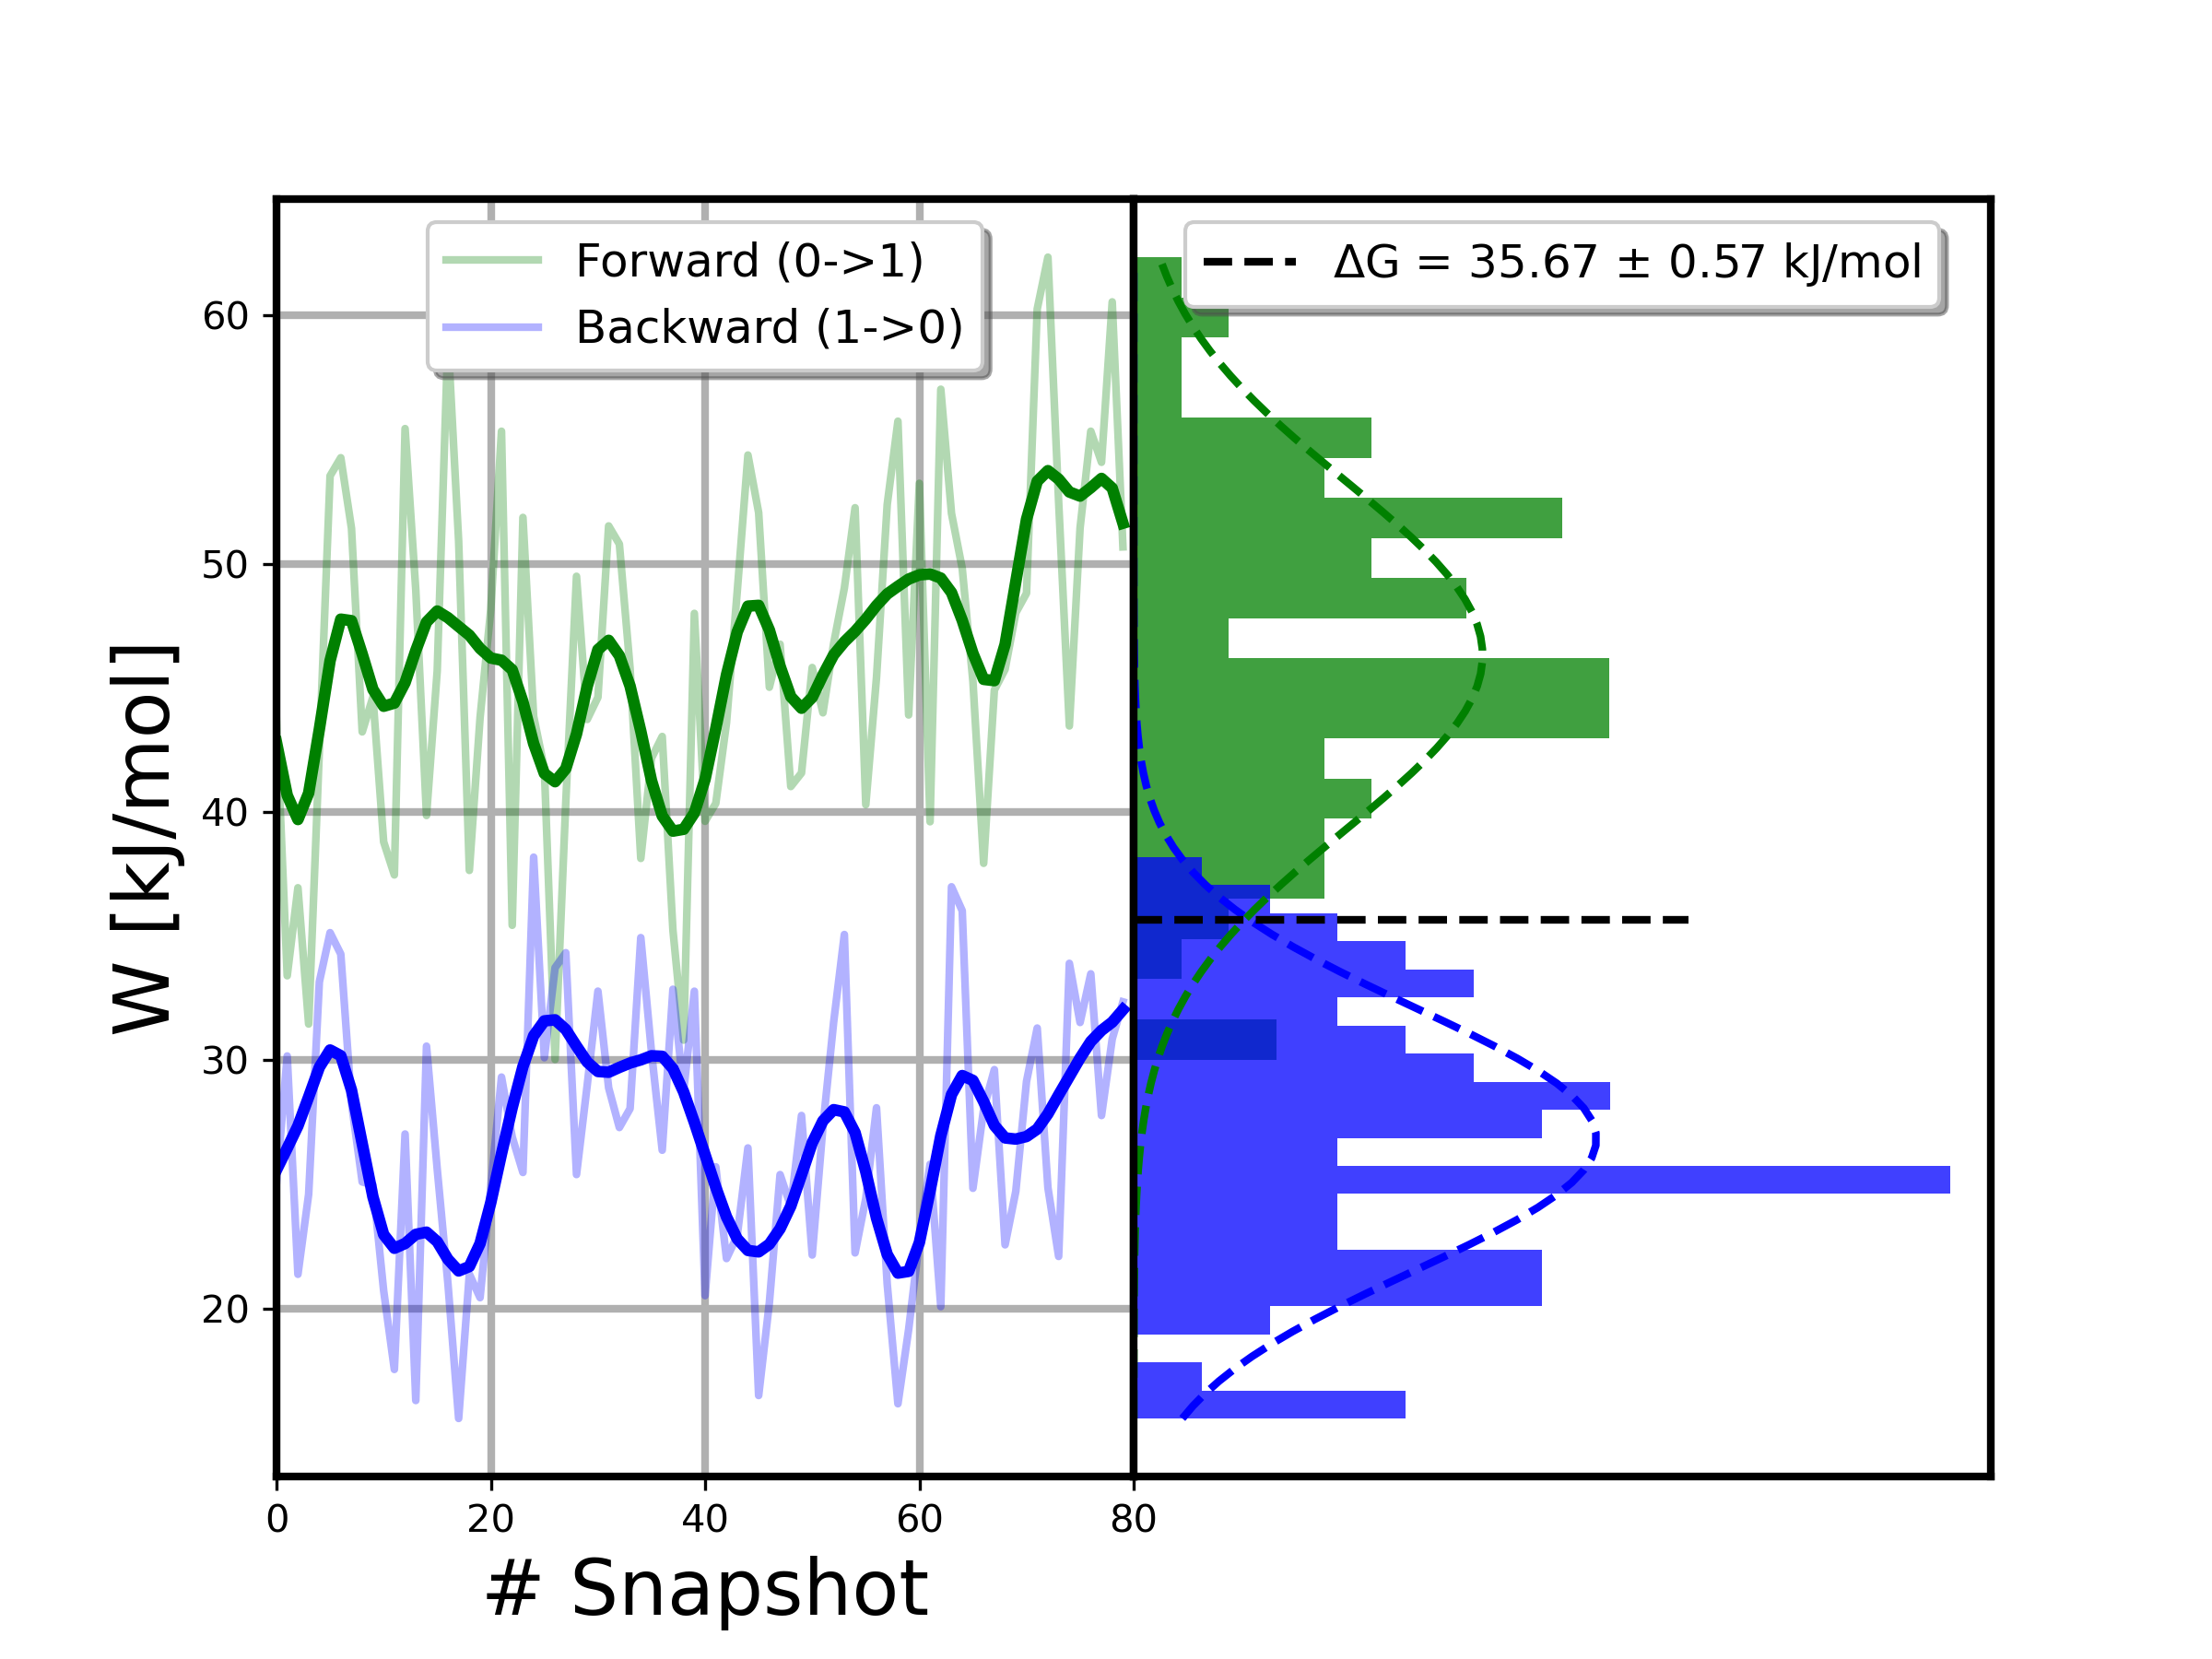 Forward (0->1)
Backward (1->0)
ΔG = 35.67 ± 0.57 kJ/mol
W [kJ/mol]
60
50
40
30
20
0 20 40 60 80
# Snapshot